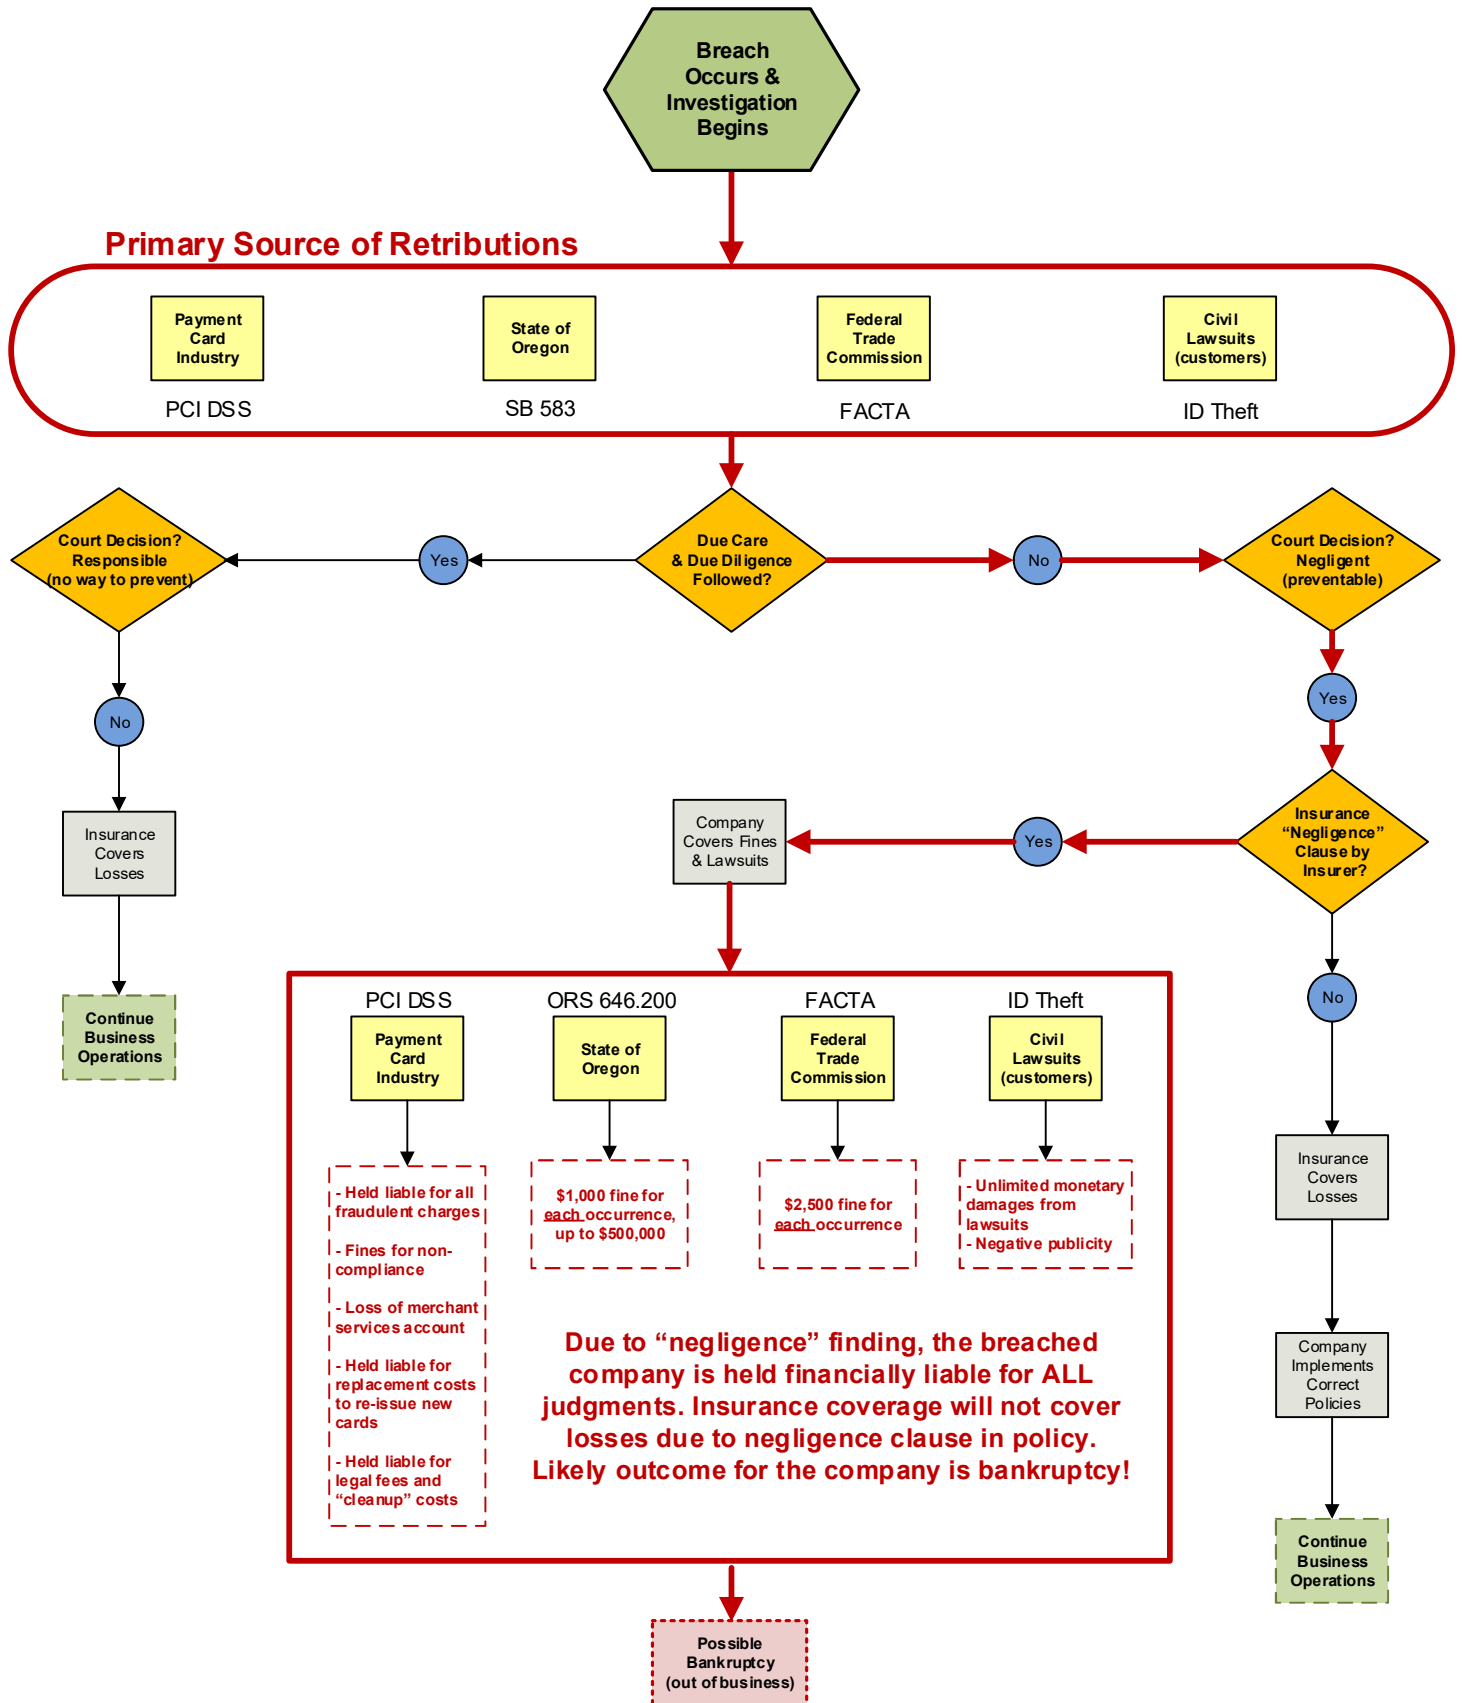 Breach
Occurs &
Investigation
Begins
Primary Source of Retributions
Payment
Card
Industry
PCI DSS
State of
Oregon
SB 583
Federal
Trade
Commission
FACTA
Civil
Lawsuits
(customers)
ID Theft
Court Decision?
Responsible
(no way to prevent)
Yes
Due Care
& Due Diligence
Followed?
No
Court Decision?
Negligent
(preventable)
No
Yes
Insurance
Covers
Losses
Company
Covers Fines
& Lawsuits
Yes
Insurance
“Negligence”
Clause by
Insurer?
Continue
Business
Operations
No
PCI DSS
Payment
Card
Industry
ORS 646.200
State of
Oregon
FACTA
Federal
Trade
Commission
ID Theft
Civil
Lawsuits
(customers)
- Held liable for all
fraudulent charges
- Fines for non-
compliance
- Loss of merchant
services account
- Held liable for
replacement costs
to re-issue new
cards
- Held liable for
legal fees and
“cleanup” costs
$1,000 fine for
each occurrence,
up to $500,000
$2,500 fine for
each occurrence
- Unlimited monetary
damages from
lawsuits
- Negative publicity
Due to “negligence” finding, the breached
company is held financially liable for ALL
judgments. Insurance coverage will not cover
losses due to negligence clause in policy.
Likely outcome for the company is bankruptcy!
Insurance
Covers
Losses
Company
Implements
Correct
Policies
Continue
Business
Operations
Possible
Bankruptcy
(out of business)